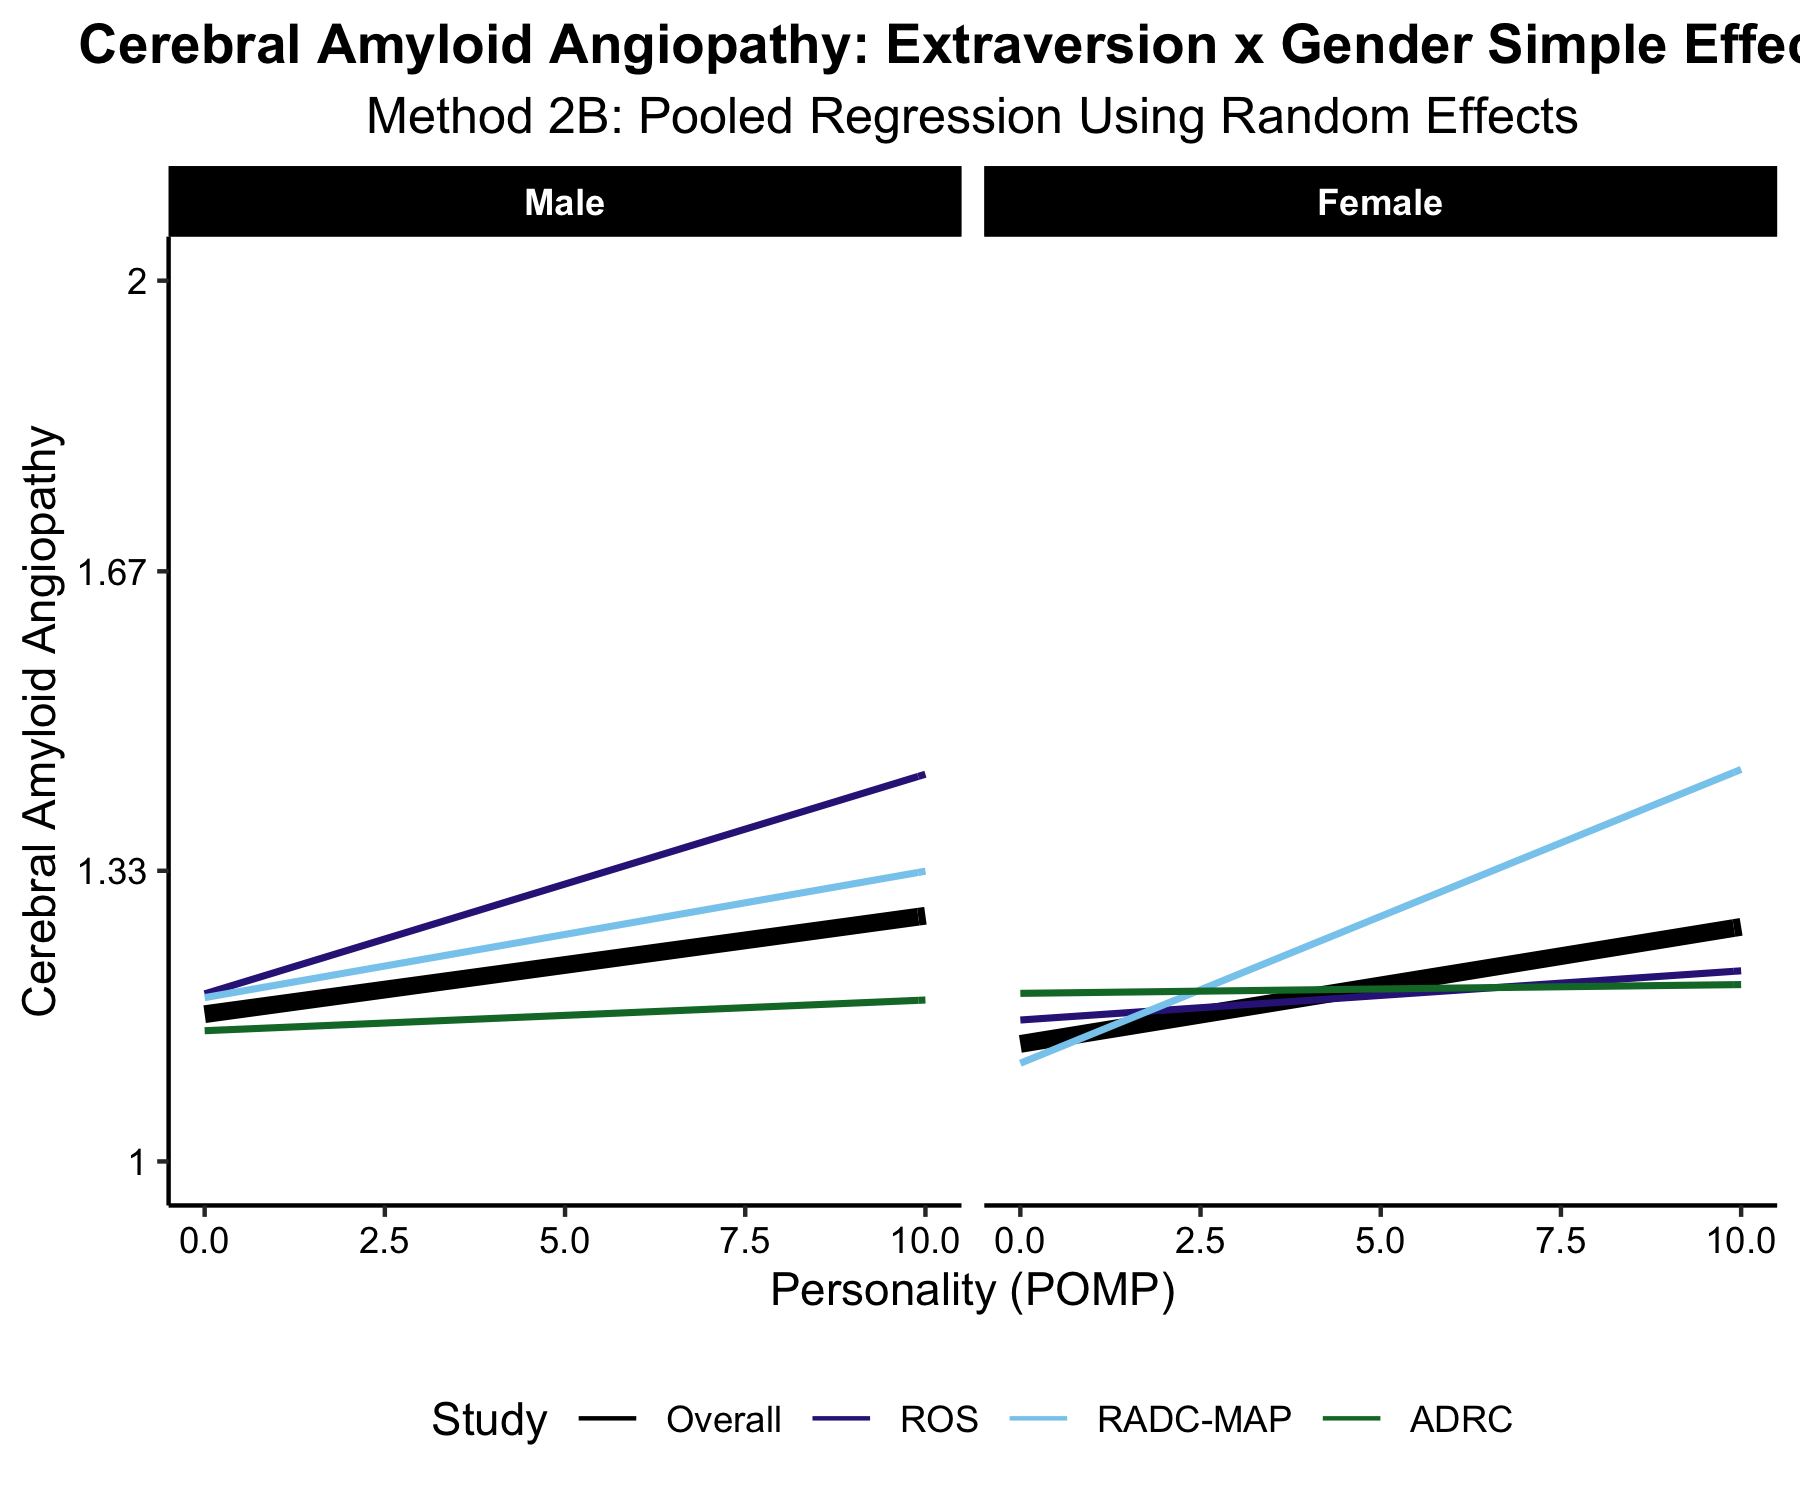 Cerebral Amyloid Angiopathy: Extraversion x Gender Simple Effec
Method 2B: Pooled Regression Using Random Effects
Male
Female
Cerebral Amyloid Angiopathy
2
1.67
1.33
1
0.0 2.5 5.0 7.5 10.0
0.0 2.5 5.0 7.5 10.0
Personality (POMP)
Study Overall ROS RADC-MAP ADRC